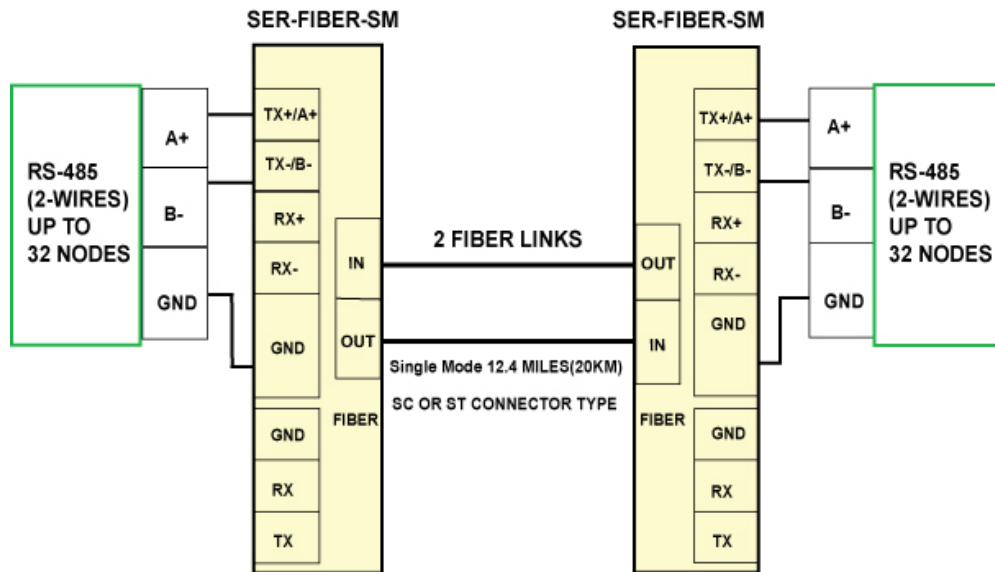 SER-FIBER-SM
SER-FIBER-SM
RS-485
(2-WIRES)
UP TO
32 NODES
A+
B-
GND
TX+/A+
TX-/B-
RX+
RX-
GND
IN
OUT
FIBER
GND
RX
TX
2 FIBER LINKS
Single Mode 12.4 MILES(20KM)
SC OR ST CONNECTOR TYPE
OUT
IN
FIBER
TX+/A+
TX-/B-
RX+
RX-
GND
GND
RX
TX
A+
B-
GND
RS-485
(2-WIRES)
UP TO
32 NODES